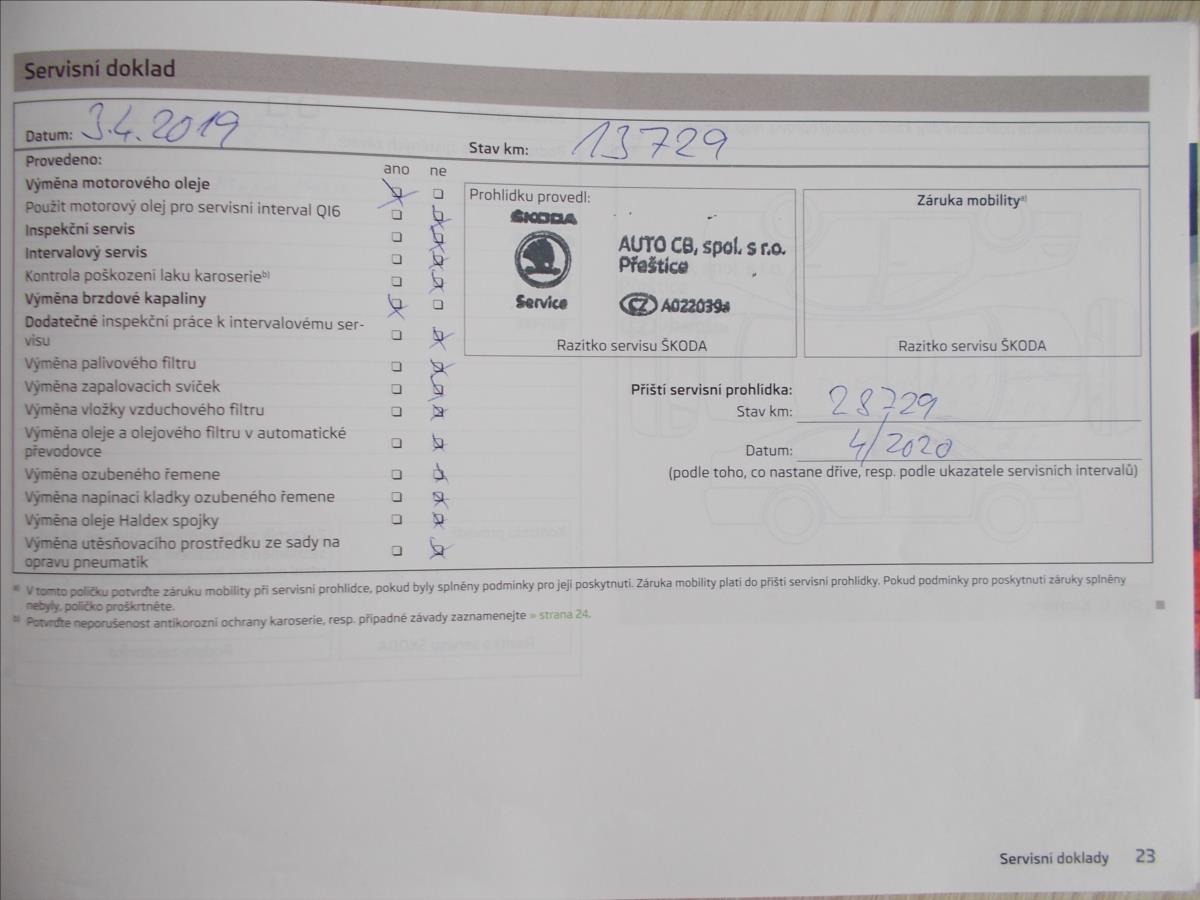 Servisní doklad
Datum: 3.4.2019
Stav km: 13729
Provedeno:
ano ne
Výměna motorového oleje
Použit motorový olej pro servisní interval QI6
Inspekční servis
Intervalový servis
Kontrola poškození laku karoserie b)
Výměna brzdové kapaliny
Dodatečné inspekční práce k intervalovému ser-
visu
Výměna palivového filtru
Výměna zapalovacích svíček
Výměna vložky vzduchového filtru
Výměna oleje a olejového filtru v automatické
převodovce
Výměna ozubeného řemene
Výměna napínací kladky ozubeného řemene
Výměna oleje Haldex spojky
Výměna utěsňovacího prostředku ze sady na
opravu pneumatik
Prohlídku provedl:
ŠKODA
AUTO CB, spol. s r.o.
Přeštice
Service
CZ A022039a
Razítko servisu ŠKODA
Záruka mobility a)
Razítko servisu ŠKODA
Příští servisní prohlídka:
Stav km: 28729
Datum: 4/2020
(podle toho, co nastane dříve, resp. podle ukazatele servisních intervalů)
a) V tomto políčku potvrďte záruku mobility při servisní prohlídce, pokud byly splněny podmínky pro její poskytnutí. Záruka mobility platí do příští servisní prohlídky. Pokud podmínky pro poskytnutí záruky splněny
nebyly, políčko proškrtněte.
b) Potvrďte neporušenost antikorozní ochrany karoserie, resp. případné závady zaznamenejte » strana 24.
Servisní doklady 23